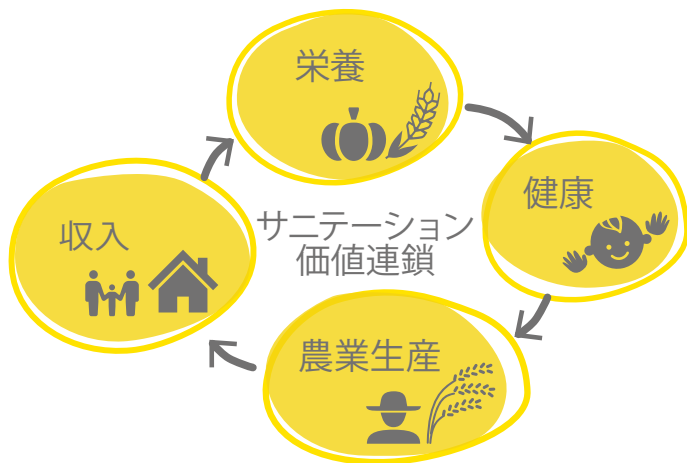 栄養
健康
サニテーション
価値連鎖
収入
農業生産